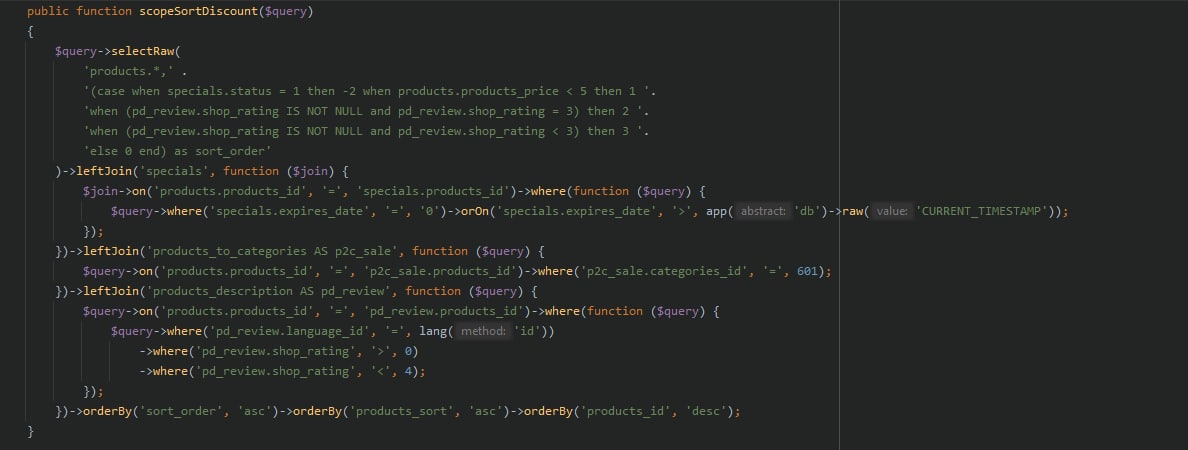 public function scopeSortDiscount($query)
{
$query->selectRaw(
'products.*,' .
'(case when specials.status = 1 then -2 when products.products_price < 5 then 1 '.
'when (pd_review.shop_rating IS NOT NULL and pd_review.shop_rating = 3) then 2 '.
'when (pd_review.shop_rating IS NOT NULL and pd_review.shop_rating < 3) then 3 '.
'else 0 end) as sort_order'
)->leftJoin('specials', function ($join) {
$join->on('products.products_id', '=', 'specials.products_id')->where(function ($query) {
$query->where('specials.expires_date', '=', '0')->orOn('specials.expires_date', '>', app( abstract: 'db')->raw( value: 'CURRENT_TIMESTAMP'));
});
})->leftJoin('products_to_categories AS p2c_sale', function ($query) {
$query->on('products.products_id', '=', 'p2c_sale.products_id')->where('p2c_sale.categories_id', '=', 601);
})->leftJoin('products_description AS pd_review', function ($query) {
$query->on('products.products_id', '=', 'pd_review.products_id')->where(function ($query) {
$query->where('pd_review.language_id', '=', lang( method: 'id'))
->where('pd_review.shop_rating', '>', 0)
->where('pd_review.shop_rating', '<', 4);
});
})->orderBy('sort_order', 'asc')->orderBy('products_sort', 'asc')->orderBy('products_id', 'desc');
}